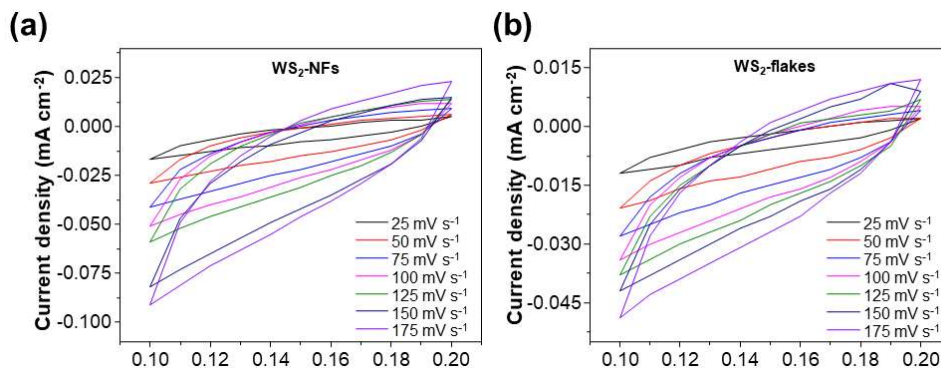 (a)
WS₂-NFs
Current density (mA cm⁻²)
0.025
0.000
-0.025
-0.050
-0.075
-0.100
25 mV s⁻¹
50 mV s⁻¹
75 mV s⁻¹
100 mV s⁻¹
125 mV s⁻¹
150 mV s⁻¹
175 mV s⁻¹
0.10 0.12 0.14 0.16 0.18 0.20
(b)
WS₂-flakes
Current density (mA cm⁻²)
0.015
0.000
-0.015
-0.030
-0.045
25 mV s⁻¹
50 mV s⁻¹
75 mV s⁻¹
100 mV s⁻¹
125 mV s⁻¹
150 mV s⁻¹
175 mV s⁻¹
0.10 0.12 0.14 0.16 0.18 0.20